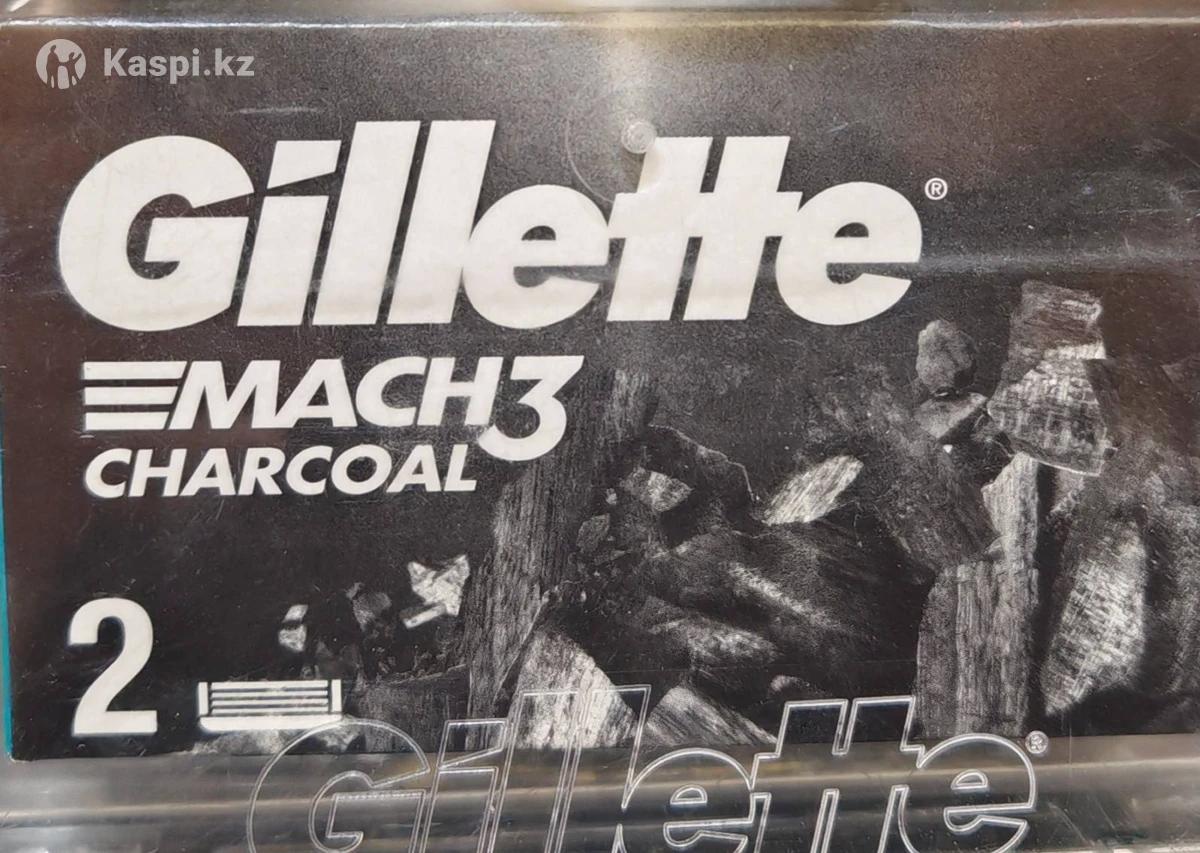 Kaspi.kz
Gillette®
MACH3
CHARCOAL
2
Gillette®